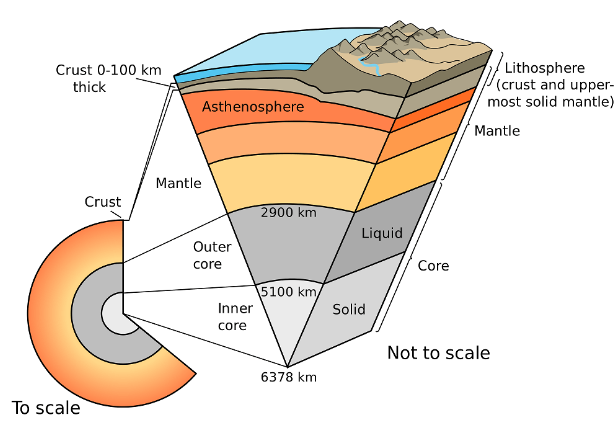 Crust 0-100 km
thick
Asthenosphere
Lithosphere
(crust and upper-
most solid mantle)
Mantle
Mantle
Crust
2900 km
Outer
core
Liquid
Core
5100 km
Inner
core
Solid
6378 km
Not to scale
To scale